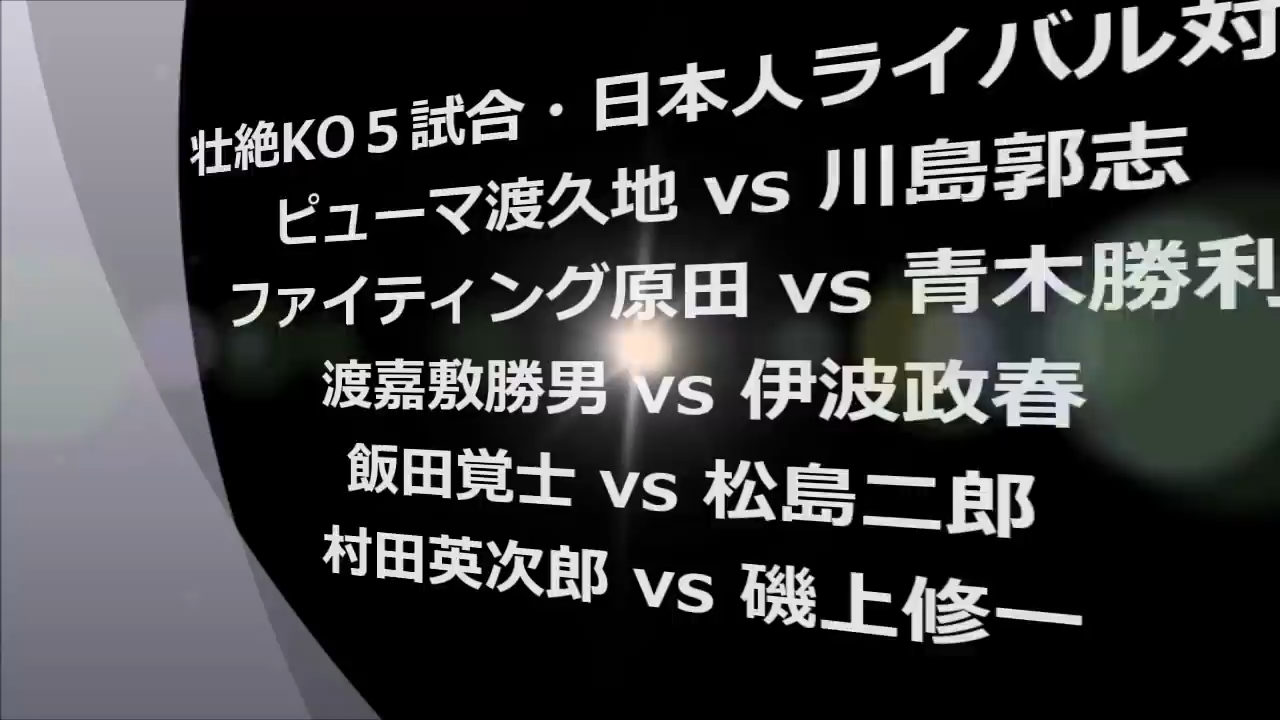 壮絶KO５試合・日本人ライバル対
ピューマ渡久地 vs 川島郭志
ファイティング原田 vs 青木勝利
渡嘉敷勝男 vs 伊波政春
飯田覚士 vs 松島二郎
村田英次郎 vs 磯上修一